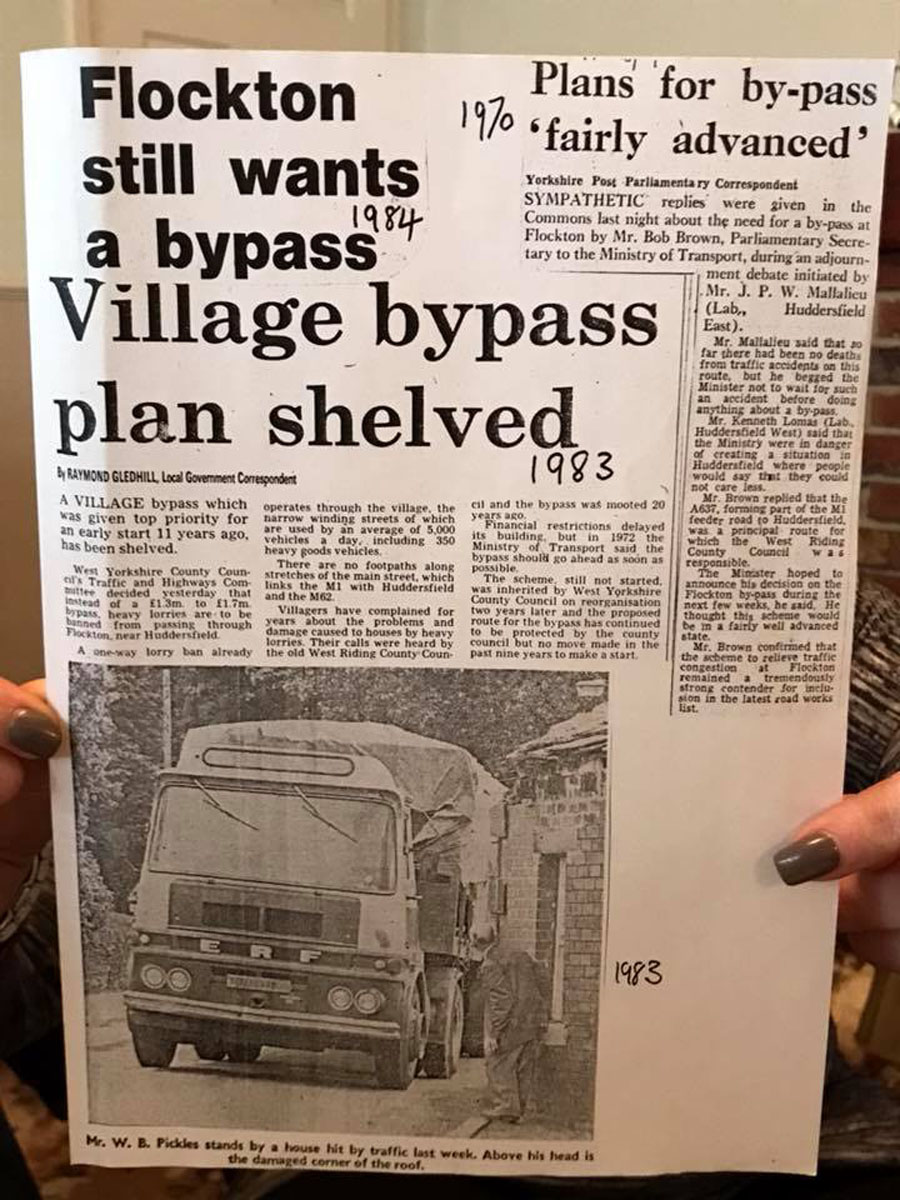 Flockton
still wants
a bypass
1984
1970
Plans for by-pass
‘fairly advanced’
Yorkshire Post Parliamentary Correspondent
SYMPATHETIC replies were given in the
Commons last night about the need for a by-pass at
Flockton by Mr. Bob Brown, Parliamentary Secre-
tary to the Ministry of Transport, during an adjourn-
ment debate initiated by
Mr. J. P. W. Mallalieu
(Lab., Huddersfield
East).
Mr. Mallalieu said that so
far there had been no deaths
from traffic accidents on this
route, but he begged the
Minister not to wait for such
an accident before doing
anything about a by-pass.
Mr. Kenneth Lomas (Lab.,
Huddersfield West) said that
the Ministry were in danger
of creating a situation in
Huddersfield where people
would say that they could
not care less.
Mr. Brown replied that the
A637, forming part of the M1
feeder road to Huddersfield,
was a principal route for
which the West Riding
County Council was
responsible.
The Minister hoped to
announce his decision on the
Flockton by-pass during the
next few weeks, he said. He
thought this scheme would
be in a fairly well advanced
state.
Mr. Brown confirmed that
the scheme to relieve traffic
congestion at Flockton
remained a tremendously
strong contender for inclu-
sion in the latest road works
list.
Village bypass
plan shelved
1983
By RAYMOND GLEDHILL, Local Government Correspondent
A VILLAGE bypass which
was given top priority for
an early start 11 years ago,
has been shelved.
West Yorkshire County Coun-
cil's Traffic and Highways Com-
mittee decided yesterday that
instead of a £1.3m. to £1.7m.
bypass, heavy lorries are to be
banned from passing through
Flockton, near Huddersfield.
A one-way lorry ban already
operates through the village, the
narrow winding streets of which
are used by an average of 5,000
vehicles a day, including 350
heavy goods vehicles.
There are no footpaths along
stretches of the main street, which
links the M1 with Huddersfield
and the M62.
Villagers have complained for
years about the problems and
damage caused to houses by heavy
lorries. Their calls were heard by
the old West Riding County Coun-
cil and the bypass was mooted 20
years ago.
Financial restrictions delayed
its building, but in 1972 the
Ministry of Transport said the
bypass should go ahead as soon as
possible.
The scheme, still not started,
was inherited by West Yorkshire
County Council on reorganisation
two years later and the proposed
route for the bypass has continued
to be protected by the county
council but no move made in the
past nine years to make a start.
ERF
1983
Mr. W. B. Pickles stands by a house hit by traffic last week. Above his head is
the damaged corner of the roof.